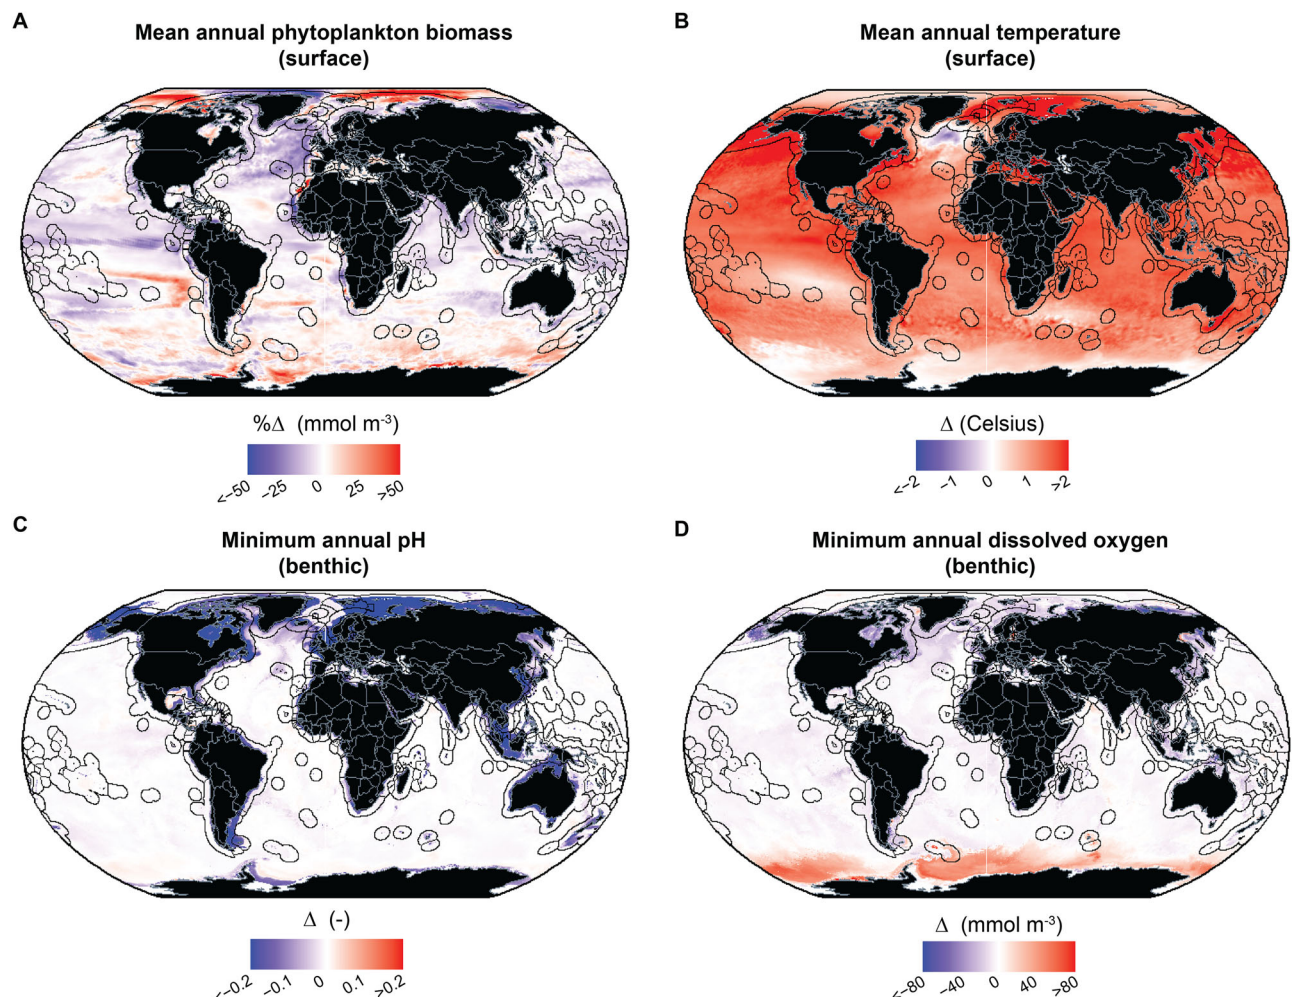 A
Mean annual phytoplankton biomass
(surface)
%Δ (mmol m⁻³)
<-50 -25 0 25 >50
B
Mean annual temperature
(surface)
Δ (Celsius)
<-2 -1 0 1 >2
C
Minimum annual pH
(benthic)
Δ (-)
<-0.2 -0.1 0 0.1 >0.2
D
Minimum annual dissolved oxygen
(benthic)
Δ (mmol m⁻³)
<-80 -40 0 40 >80